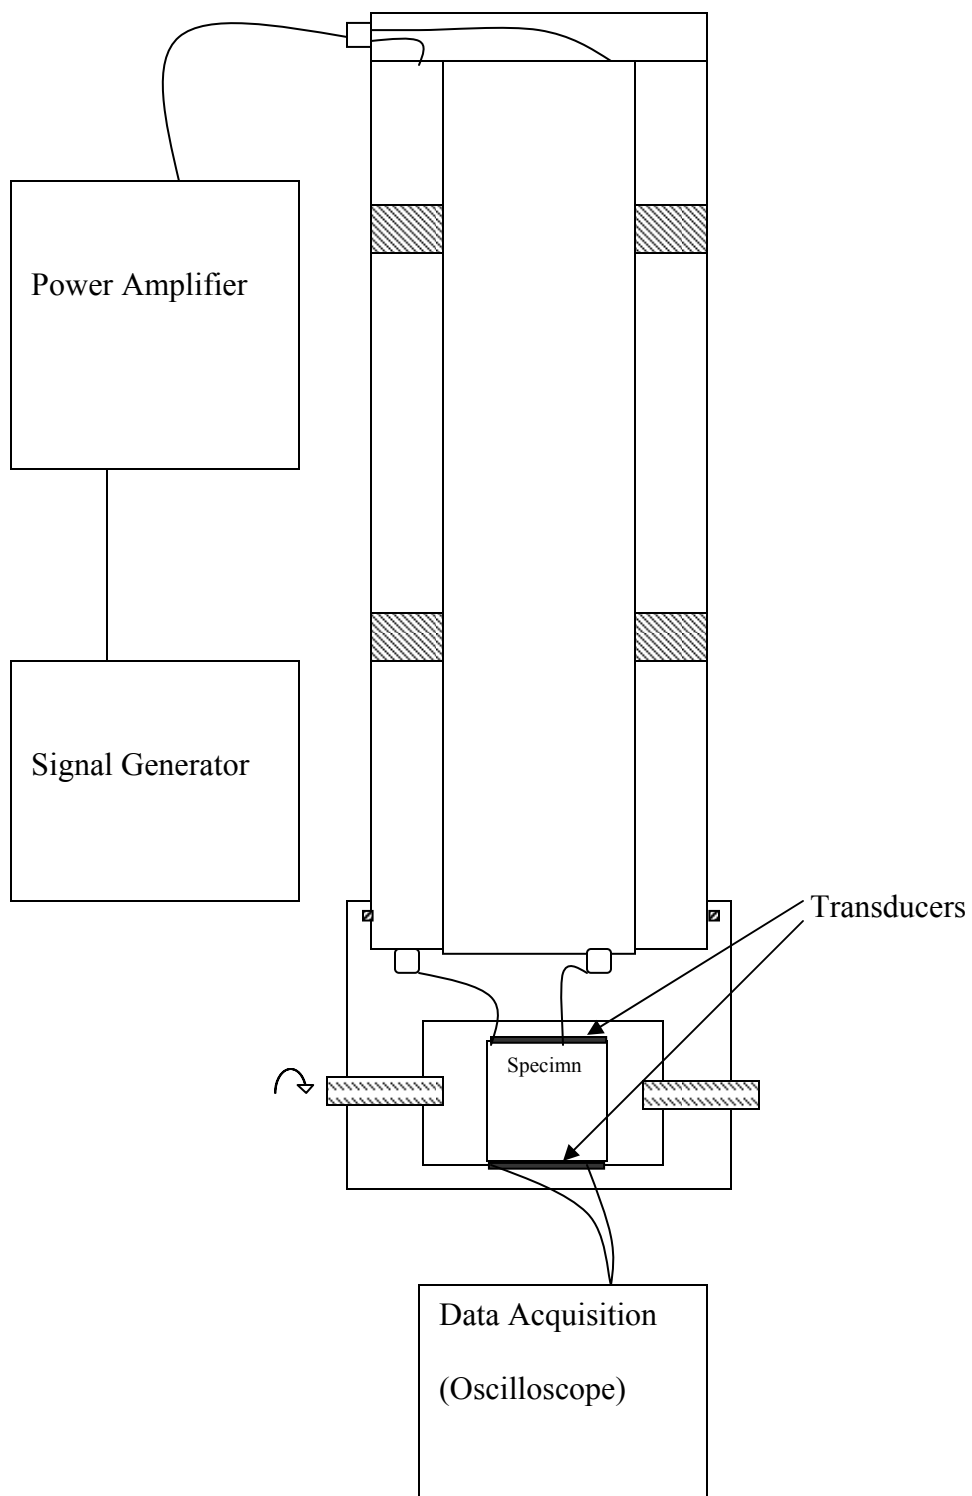 Power Amplifier
Signal Generator
Transducers
Specimn
Data Acquisition
(Oscilloscope)